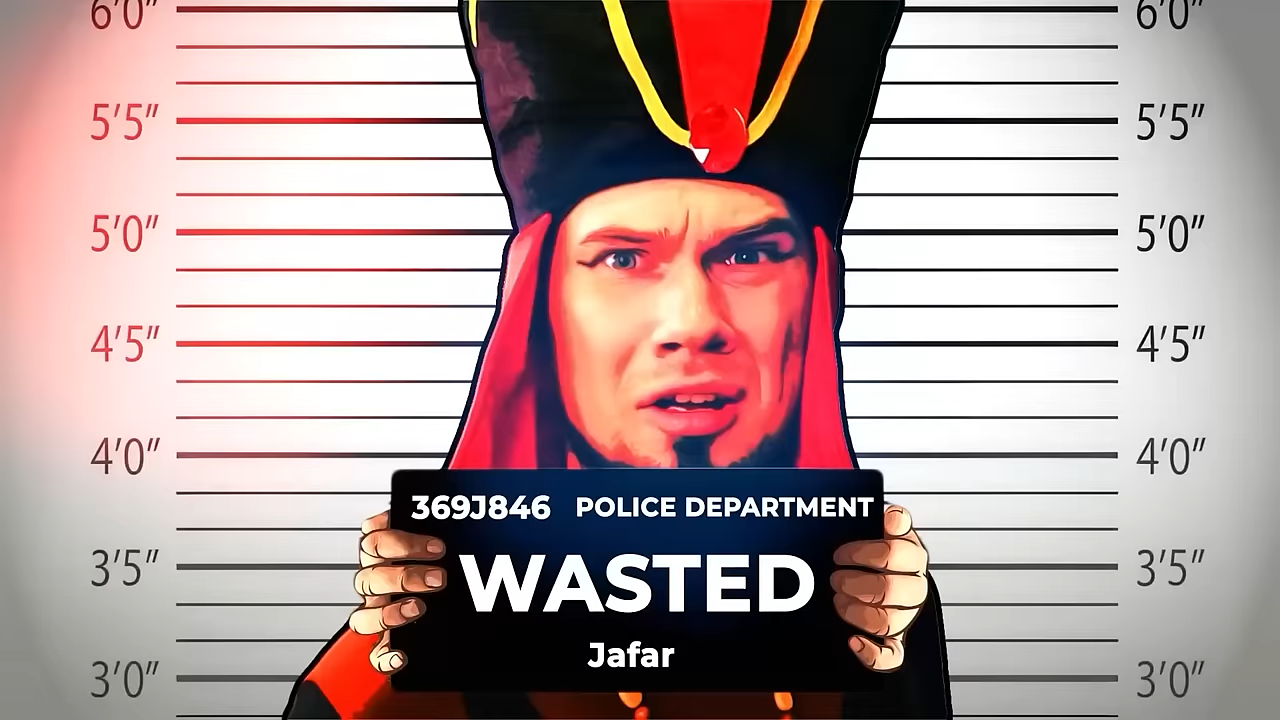 6'0" 6'0"
5'5" 5'5"
5'0" 5'0"
4'5" 4'5"
4'0" 4'0"
369J846 POLICE DEPARTMENT
3'5" WASTED 3'5"
Jafar
3'0" 3'0"